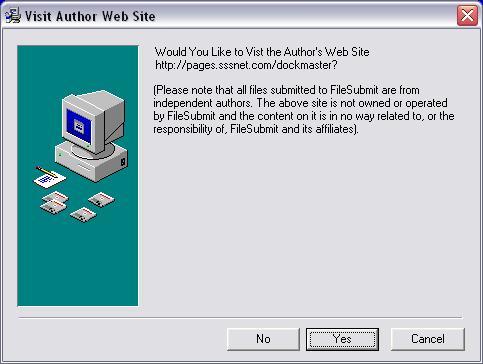 Visit Author Web Site
Would You Like to Vist the Author's Web Site
http://pages.sssnet.com/dockmaster?
(Please note that all files submitted to FileSubmit are from
independent authors. The above site is not owned or operated
by FileSubmit and the content on it is in no way related to, or the
responsibility of, FileSubmit and its affiliates).
No
Yes
Cancel